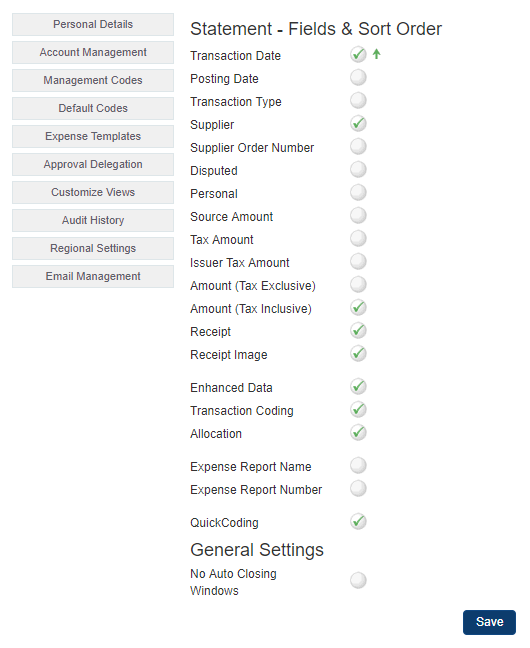 Personal Details
Account Management
Management Codes
Default Codes
Expense Templates
Approval Delegation
Customize Views
Audit History
Regional Settings
Email Management
Statement - Fields & Sort Order
Transaction Date
Posting Date
Transaction Type
Supplier
Supplier Order Number
Disputed
Personal
Source Amount
Tax Amount
Issuer Tax Amount
Amount (Tax Exclusive)
Amount (Tax Inclusive)
Receipt
Receipt Image
Enhanced Data
Transaction Coding
Allocation
Expense Report Name
Expense Report Number
QuickCoding
General Settings
No Auto Closing
Windows
Save